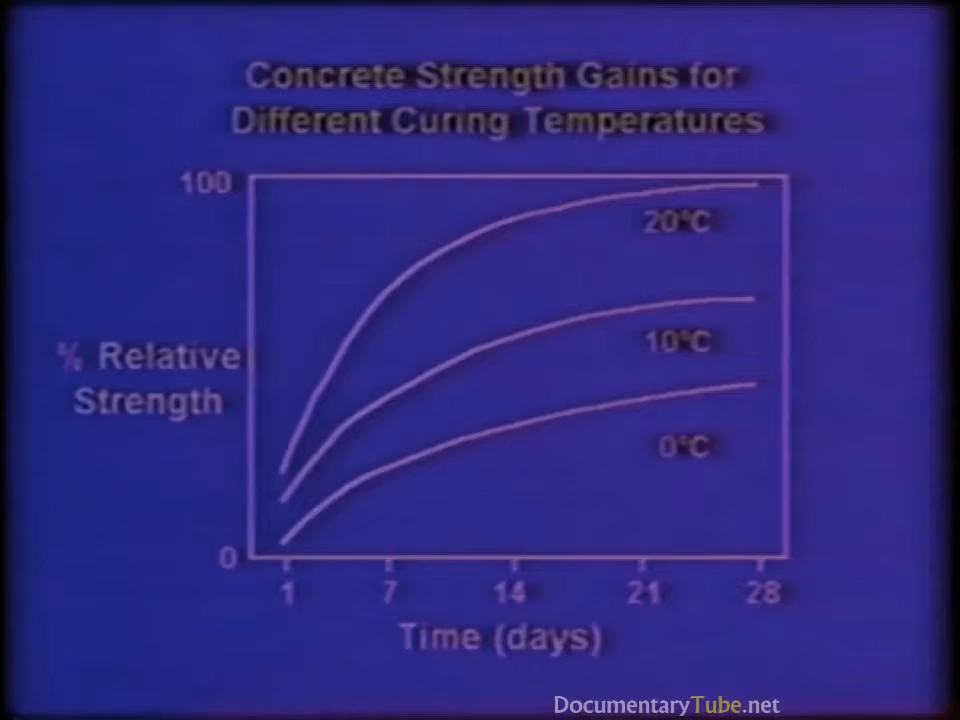 Concrete Strength Gains for
Different Curing Temperatures
100
20°C
10°C
% Relative
Strength
0°C
0
1 7 14 21 28
Time (days)
DocumentaryTube.net